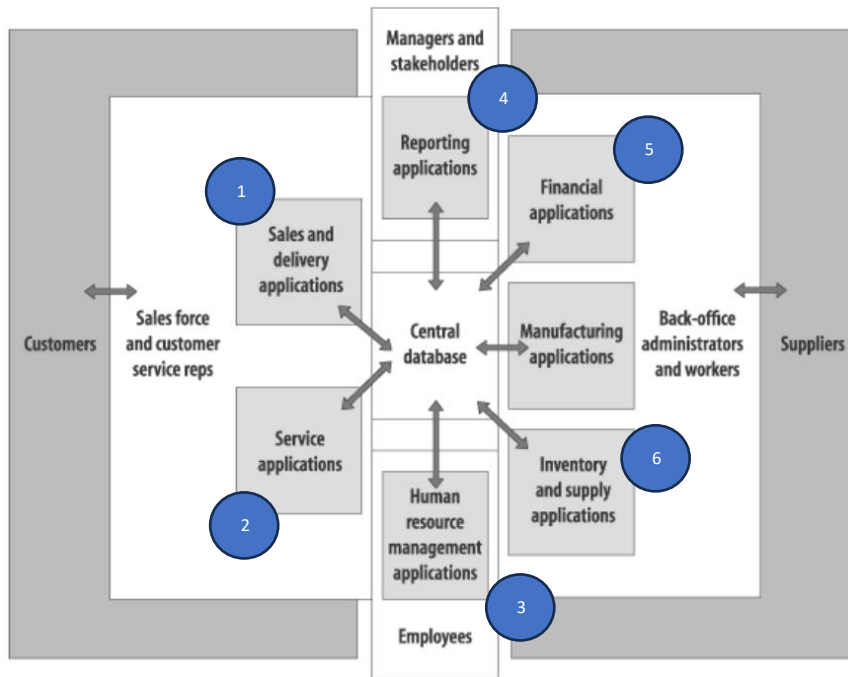 Managers and
stakeholders
4
Reporting
applications
5
Financial
applications
1
Sales and
delivery
applications
Customers
Sales force
and customer
service reps
Central
database
Manufacturing
applications
Back-office
administrators
and workers
Suppliers
Service
applications
2
Inventory
and supply
applications
6
Human
resource
management
applications
3
Employees